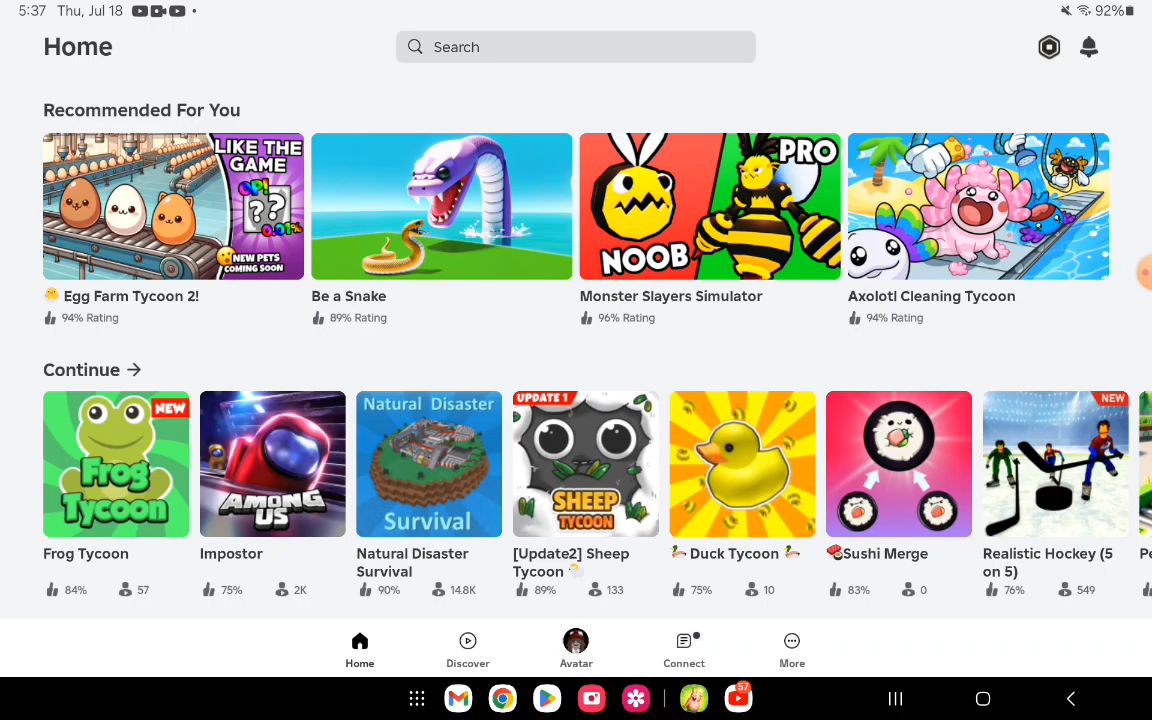 5:37 Thu, Jul 18
92%
Home
Search
Recommended For You
LIKE THE
GAME
OP!
??
0.01%
NEW PETS
COMING SOON
NOOB
PRO
Egg Farm Tycoon 2!
94% Rating
Be a Snake
89% Rating
Monster Slayers Simulator
96% Rating
Axolotl Cleaning Tycoon
94% Rating
Continue →
NEW
Frog
Tycoon
AMONG
US
Natural Disaster
Survival
UPDATE 1
SHEEP
TYCOON
NEW
Frog Tycoon
84% 57
Impostor
75% 2K
Natural Disaster
Survival
90% 14.8K
[Update2] Sheep
Tycoon
89% 133
Duck Tycoon
75% 10
Sushi Merge
83% 0
Realistic Hockey (5
on 5)
76% 549
Pe
Home
Discover
Avatar
Connect
More
57